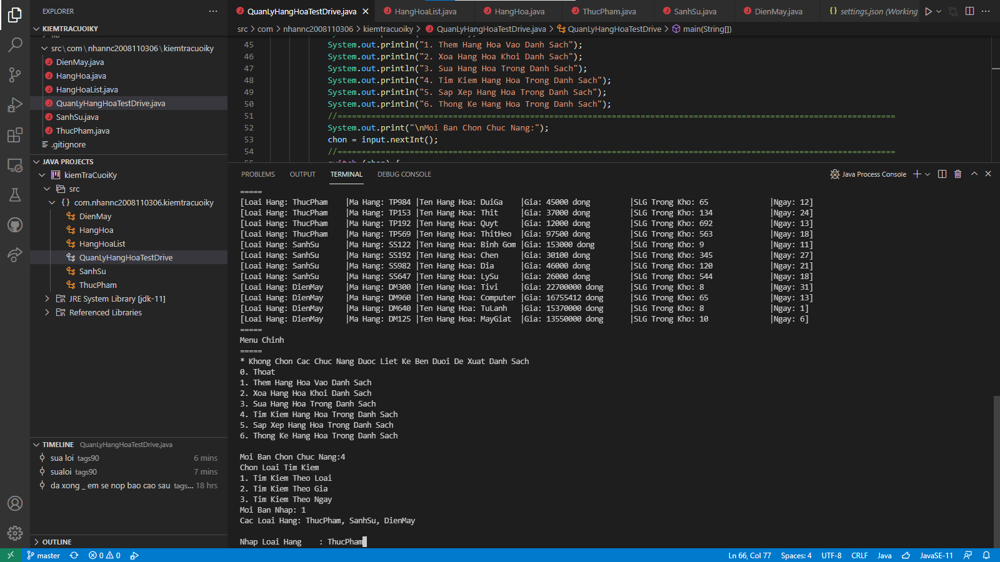 EXPLORER
KIEMTRACUOIKY
lib
src\com\nhannc2008110306\kiemtracuoiky
DienMay.java
HangHoa.java
HangHoaList.java
QuanLyHangHoaTestDrive.java
SanhSu.java
ThucPham.java
.gitignore
JAVA PROJECTS
kiemTraCuoiKy
src
{} com.nhannc2008110306.kiemtracuoiky
DienMay
HangHoa
HangHoaList
QuanLyHangHoaTestDrive
SanhSu
ThucPham
JRE System Library [jdk-11]
Referenced Libraries
TIMELINE QuanLyHangHoaTestDrive.java
sua loi tags90 6 mins
sualoi tags90 7 mins
da xong _ em se nop bao cao sau tags... 18 hrs
OUTLINE
QuanLyHangHoaTestDrive.java HangHoaList.java HangHoa.java ThucPham.java SanhSu.java DienMay.java {} settings.json (Working
src > com > nhannc2008110306 > kiemtracuoiky > QuanLyHangHoaTestDrive.java > QuanLyHangHoaTestDrive > main(String[])
45 System.out.println("1. Them Hang Hoa Vao Danh Sach");
46 System.out.println("2. Xoa Hang Hoa Khoi Danh Sach");
47 System.out.println("3. Sua Hang Hoa Trong Danh Sach");
48 System.out.println("4. Tim Kiem Hang Hoa Trong Danh Sach");
49 System.out.println("5. Sap Xep Hang Hoa Trong Danh Sach");
50 System.out.println("6. Thong Ke Hang Hoa Trong Danh Sach");
51 //====================================================================================================================
52 System.out.print("\nMoi Ban Chon Chuc Nang:");
53 chon = input.nextInt();
54 //====================================================================================================================
55 switch (chon) {
PROBLEMS OUTPUT TERMINAL DEBUG CONSOLE Java Process Console
=====
[Loai Hang: ThucPham |Ma Hang: TP984 |Ten Hang Hoa: DuiGa |Gia: 45000 dong |SLG Trong Kho: 65 |Ngay: 12]
[Loai Hang: ThucPham |Ma Hang: TP153 |Ten Hang Hoa: Thit |Gia: 37000 dong |SLG Trong Kho: 134 |Ngay: 24]
[Loai Hang: ThucPham |Ma Hang: TP192 |Ten Hang Hoa: Quyt |Gia: 12000 dong |SLG Trong Kho: 692 |Ngay: 13]
[Loai Hang: ThucPham |Ma Hang: TP569 |Ten Hang Hoa: ThitHeo |Gia: 97500 dong |SLG Trong Kho: 563 |Ngay: 18]
[Loai Hang: SanhSu |Ma Hang: SS122 |Ten Hang Hoa: Binh Gom |Gia: 153000 dong |SLG Trong Kho: 9 |Ngay: 11]
[Loai Hang: SanhSu |Ma Hang: SS192 |Ten Hang Hoa: Chen |Gia: 30100 dong |SLG Trong Kho: 345 |Ngay: 27]
[Loai Hang: SanhSu |Ma Hang: SS982 |Ten Hang Hoa: Dia |Gia: 46000 dong |SLG Trong Kho: 120 |Ngay: 21]
[Loai Hang: SanhSu |Ma Hang: SS647 |Ten Hang Hoa: LySu |Gia: 26000 dong |SLG Trong Kho: 544 |Ngay: 18]
[Loai Hang: DienMay |Ma Hang: DM300 |Ten Hang Hoa: Tivi |Gia: 22700000 dong |SLG Trong Kho: 8 |Ngay: 31]
[Loai Hang: DienMay |Ma Hang: DM960 |Ten Hang Hoa: Computer |Gia: 16755412 dong |SLG Trong Kho: 65 |Ngay: 13]
[Loai Hang: DienMay |Ma Hang: DM640 |Ten Hang Hoa: TuLanh |Gia: 15370000 dong |SLG Trong Kho: 8 |Ngay: 1]
[Loai Hang: DienMay |Ma Hang: DM125 |Ten Hang Hoa: MayGiat |Gia: 13550000 dong |SLG Trong Kho: 10 |Ngay: 6]
=====
Menu Chinh
=====
* Khong Chon Cac Chuc Nang Duoc Liet Ke Ben Duoi De Xuat Danh Sach
0. Thoat
1. Them Hang Hoa Vao Danh Sach
2. Xoa Hang Hoa Khoi Danh Sach
3. Sua Hang Hoa Trong Danh Sach
4. Tim Kiem Hang Hoa Trong Danh Sach
5. Sap Xep Hang Hoa Trong Danh Sach
6. Thong Ke Hang Hoa Trong Danh Sach
Moi Ban Chon Chuc Nang:4
Chon Loai Tim Kiem
1. Tim Kiem Theo Loai
2. Tim Kiem Theo Gia
3. Tim Kiem Theo Ngay
Moi Ban Nhap: 1
Cac Loai Hang: ThucPham, SanhSu, DienMay
Nhap Loai Hang : ThucPham
master 0 0 Ln 66, Col 77 Spaces: 4 UTF-8 CRLF Java JavaSE-11